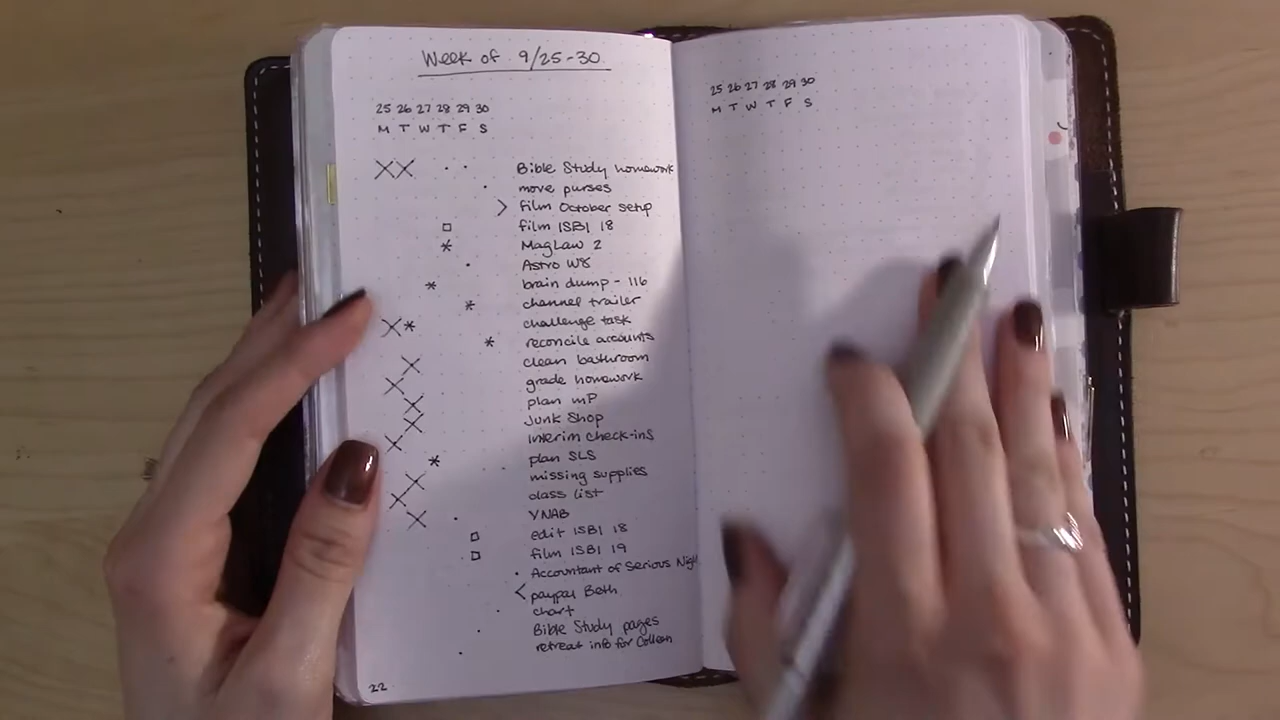 Week of 9/25-30
25 26 27 28 29 30
M T W T F S
Bible Study homework
move purses
> film October setup
film ISBJ 18
MagLaw 2
Astro W8
brain dump - 116
channel trailer
challenge task
reconcile accounts
clean bathroom
grade homework
plan MP
Junk Shop
Interim check-ins
plan SLS
missing supplies
class list
YNAB
edit ISBJ 18
film ISBJ 19
Accountant of Serious Nigh
< paypal Beth
chart
Bible Study pages
retreat info for Colleen
22
25 26 27 28 29 30
M T W T F S